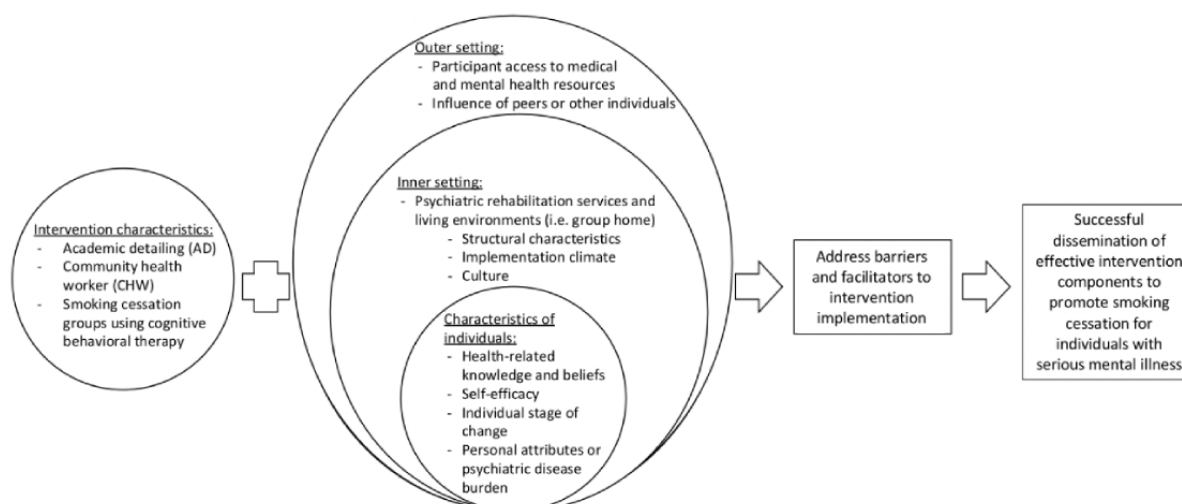 Intervention characteristics:
- Academic detailing (AD)
- Community health
worker (CHW)
- Smoking cessation
groups using cognitive
behavioral therapy
Outer setting:
- Participant access to medical
and mental health resources
- Influence of peers or other individuals
Inner setting:
- Psychiatric rehabilitation services and
living environments (i.e. group home)
- Structural characteristics
- Implementation climate
- Culture
Characteristics of
individuals:
- Health-related
knowledge and beliefs
- Self-efficacy
- Individual stage of
change
- Personal attributes or
psychiatric disease
burden
Address barriers
and facilitators to
intervention
implementation
Successful
dissemination of
effective intervention
components to
promote smoking
cessation for
individuals with
serious mental illness